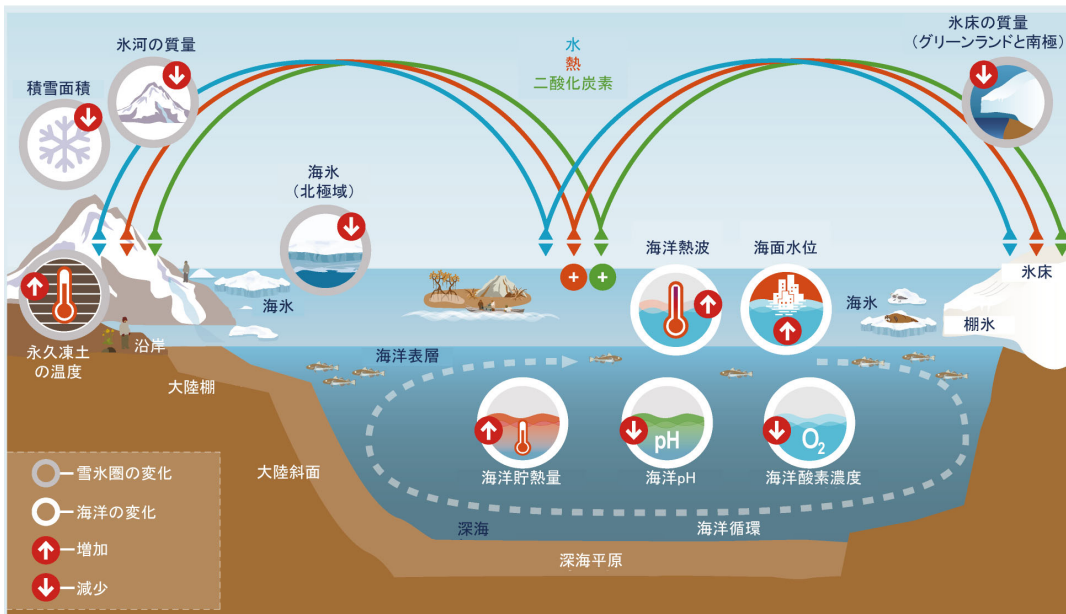 氷河の質量
積雪面積
水
熱
二酸化炭素
氷床の質量
(グリーンランドと南極)
海氷
(北極域)
海洋熱波
海面水位
氷床
海氷
海氷
棚氷
永久凍土
の温度
沿岸
大陸棚
海洋表層
pH
O₂
海洋貯熱量
海洋pH
海洋酸素濃度
大陸斜面
深海
海洋循環
深海平原
雪氷圏の変化
海洋の変化
増加
減少